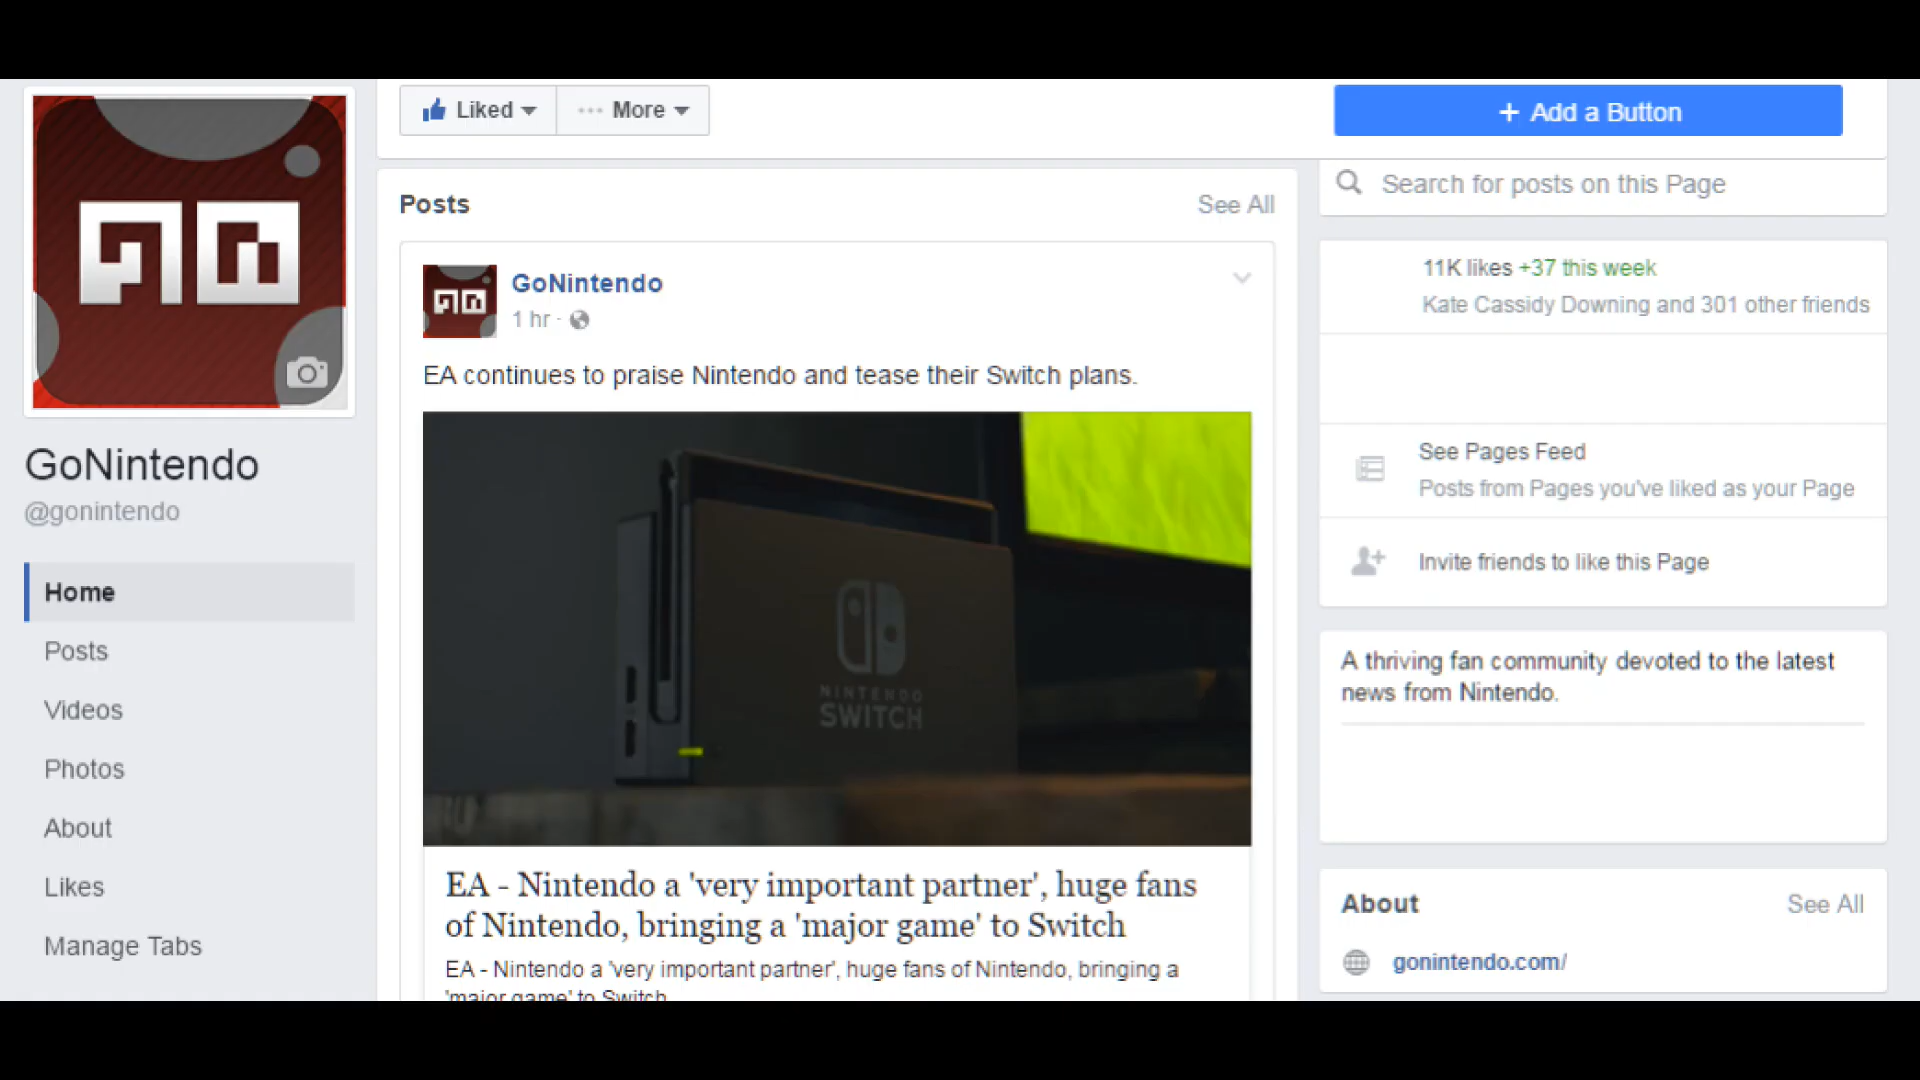 Liked
More
+ Add a Button
Posts
See All
Search for posts on this Page
GoNintendo
1 hr
EA continues to praise Nintendo and tease their Switch plans.
NINTENDO
SWITCH
EA - Nintendo a 'very important partner', huge fans
of Nintendo, bringing a 'major game' to Switch
EA - Nintendo a 'very important partner', huge fans of Nintendo, bringing a
'major game' to Switch
GoNintendo
@gonintendo
Home
Posts
Videos
Photos
About
Likes
Manage Tabs
11K likes +37 this week
Kate Cassidy Downing and 301 other friends
See Pages Feed
Posts from Pages you've liked as your Page
Invite friends to like this Page
A thriving fan community devoted to the latest
news from Nintendo.
About
See All
gonintendo.com/